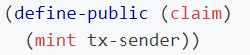 (define-public (claim)
(mint tx-sender))